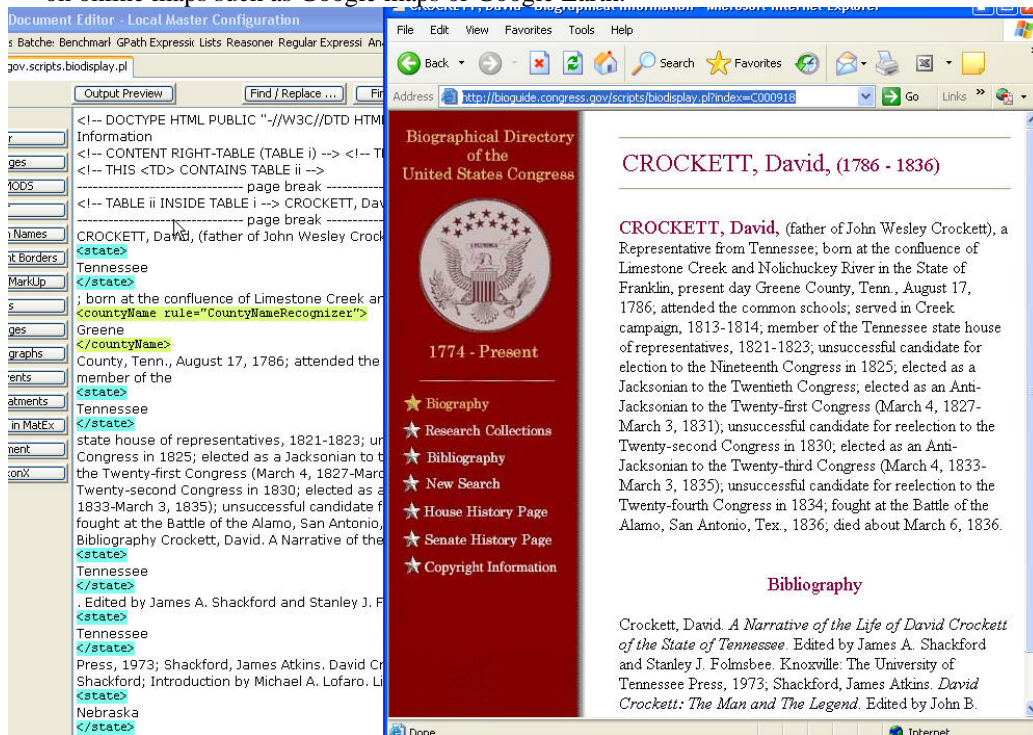 on online maps such as Google maps or Google Earth.
Document Editor - Local Master Configuration
Batche: Benchmarl GPath Expressic Lists Reasoner Regular Expressi
gov.scripts.biodisplay.pl
Output Preview
Find / Replace ...
<!-- DOCTYPE HTML PUBLIC "-//W3C//DTD HTM
Information
<!-- CONTENT RIGHT-TABLE (TABLE i) -->
<!-- THIS <TD> CONTAINS TABLE ii -->
------------------------------ page break
<!-- TABLE ii INSIDE TABLE i --> CROCKETT,
------------------------------ page break
CROCKETT, David, (father of John Wesley Crock
<state>
Tennessee
</state>
; born at the confluence of Limestone Creek
<countyName rule="CountyNameRecognizer">
Greene
</countyName>
County, Tenn., August 17, 1786; attended the
member of the
<state>
Tennessee
</state>
state house of representatives, 1821-1823;
Congress in 1825; elected as a Jacksonian to
the Twenty-first Congress (March 4, 1827-Marc
Twenty-second Congress in 1830; elected as
1833-March 3, 1835); unsuccessful candidate
fought at the Battle of the Alamo, San Antonio,
Bibliography Crockett, David. A Narrative of the
<state>
Tennessee
</state>
. Edited by James A. Shackford and Stanley J.
<state>
Tennessee
</state>
Press, 1973; Shackford, James Atkins. David
Shackford; Introduction by Michael A. Lofaro.
<state>
Nebraska
</state>
Names
Borders
MarkUp
in MatEx
CROCKETT, David - Biographical Information - Microsoft Internet Explorer
File Edit View Favorites Tools Help
Back Search Favorites
Address http://bioguide.congress.gov/scripts/biodisplay.pl?index=C000918 Go Links
Biographical Directory
of the
United States Congress
1774 - Present
Biography
Research Collections
Bibliography
New Search
House History Page
Senate History Page
Copyright Information
CROCKETT, David, (1786 - 1836)
CROCKETT, David, (father of John Wesley Crockett), a
Representative from Tennessee; born at the confluence of
Limestone Creek and Nolichuckey River in the State of
Franklin, present day Greene County, Tenn., August 17,
1786; attended the common schools; served in Creek
campaign, 1813-1814; member of the Tennessee state house
of representatives, 1821-1823; unsuccessful candidate for
election to the Nineteenth Congress in 1825; elected as a
Jacksonian to the Twentieth Congress; elected as an Anti-
Jacksonian to the Twenty-first Congress (March 4, 1827-
March 3, 1831); unsuccessful candidate for reelection to the
Twenty-second Congress in 1830; elected as an Anti-
Jacksonian to the Twenty-third Congress (March 4, 1833-
March 3, 1835); unsuccessful candidate for reelection to the
Twenty-fourth Congress in 1834; fought at the Battle of the
Alamo, San Antonio, Tex., 1836; died about March 6, 1836.
Bibliography
Crockett, David. A Narrative of the Life of David Crockett
of the State of Tennessee. Edited by James A. Shackford
and Stanley J. Folmsbee. Knoxville: The University of
Tennessee Press, 1973; Shackford, James Atkins. David
Crockett: The Man and The Legend. Edited by John B.
Done
Internet